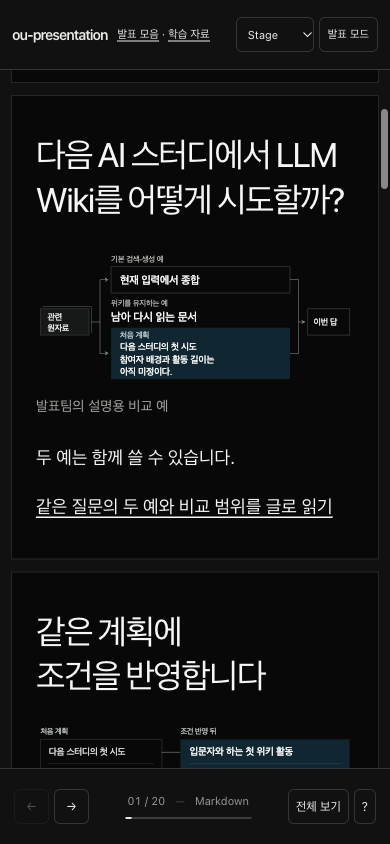 ou-presentation 발표 모음 · 학습 자료 Stage 발표 모드
다음 AI 스터디에서 LLM
Wiki를 어떻게 시도할까?
기본 검색·생성 예
현재 입력에서 종합
위키를 유지하는 예
남아 다시 읽는 문서
관련
원자료
처음 계획
다음 스터디의 첫 시도
참여자 배경과 활동 길이는
아직 미정이다.
이번 답
발표팀의 설명용 비교 예
두 예는 함께 쓸 수 있습니다.
같은 질문의 두 예와 비교 범위를 글로 읽기
같은 계획에
조건을 반영합니다
처음 계획 조건 반영 뒤
다음 스터디의 첫 시도 입문자와 하는 첫 위키 활동
← → 01 / 20 — Markdown 전체 보기 ?